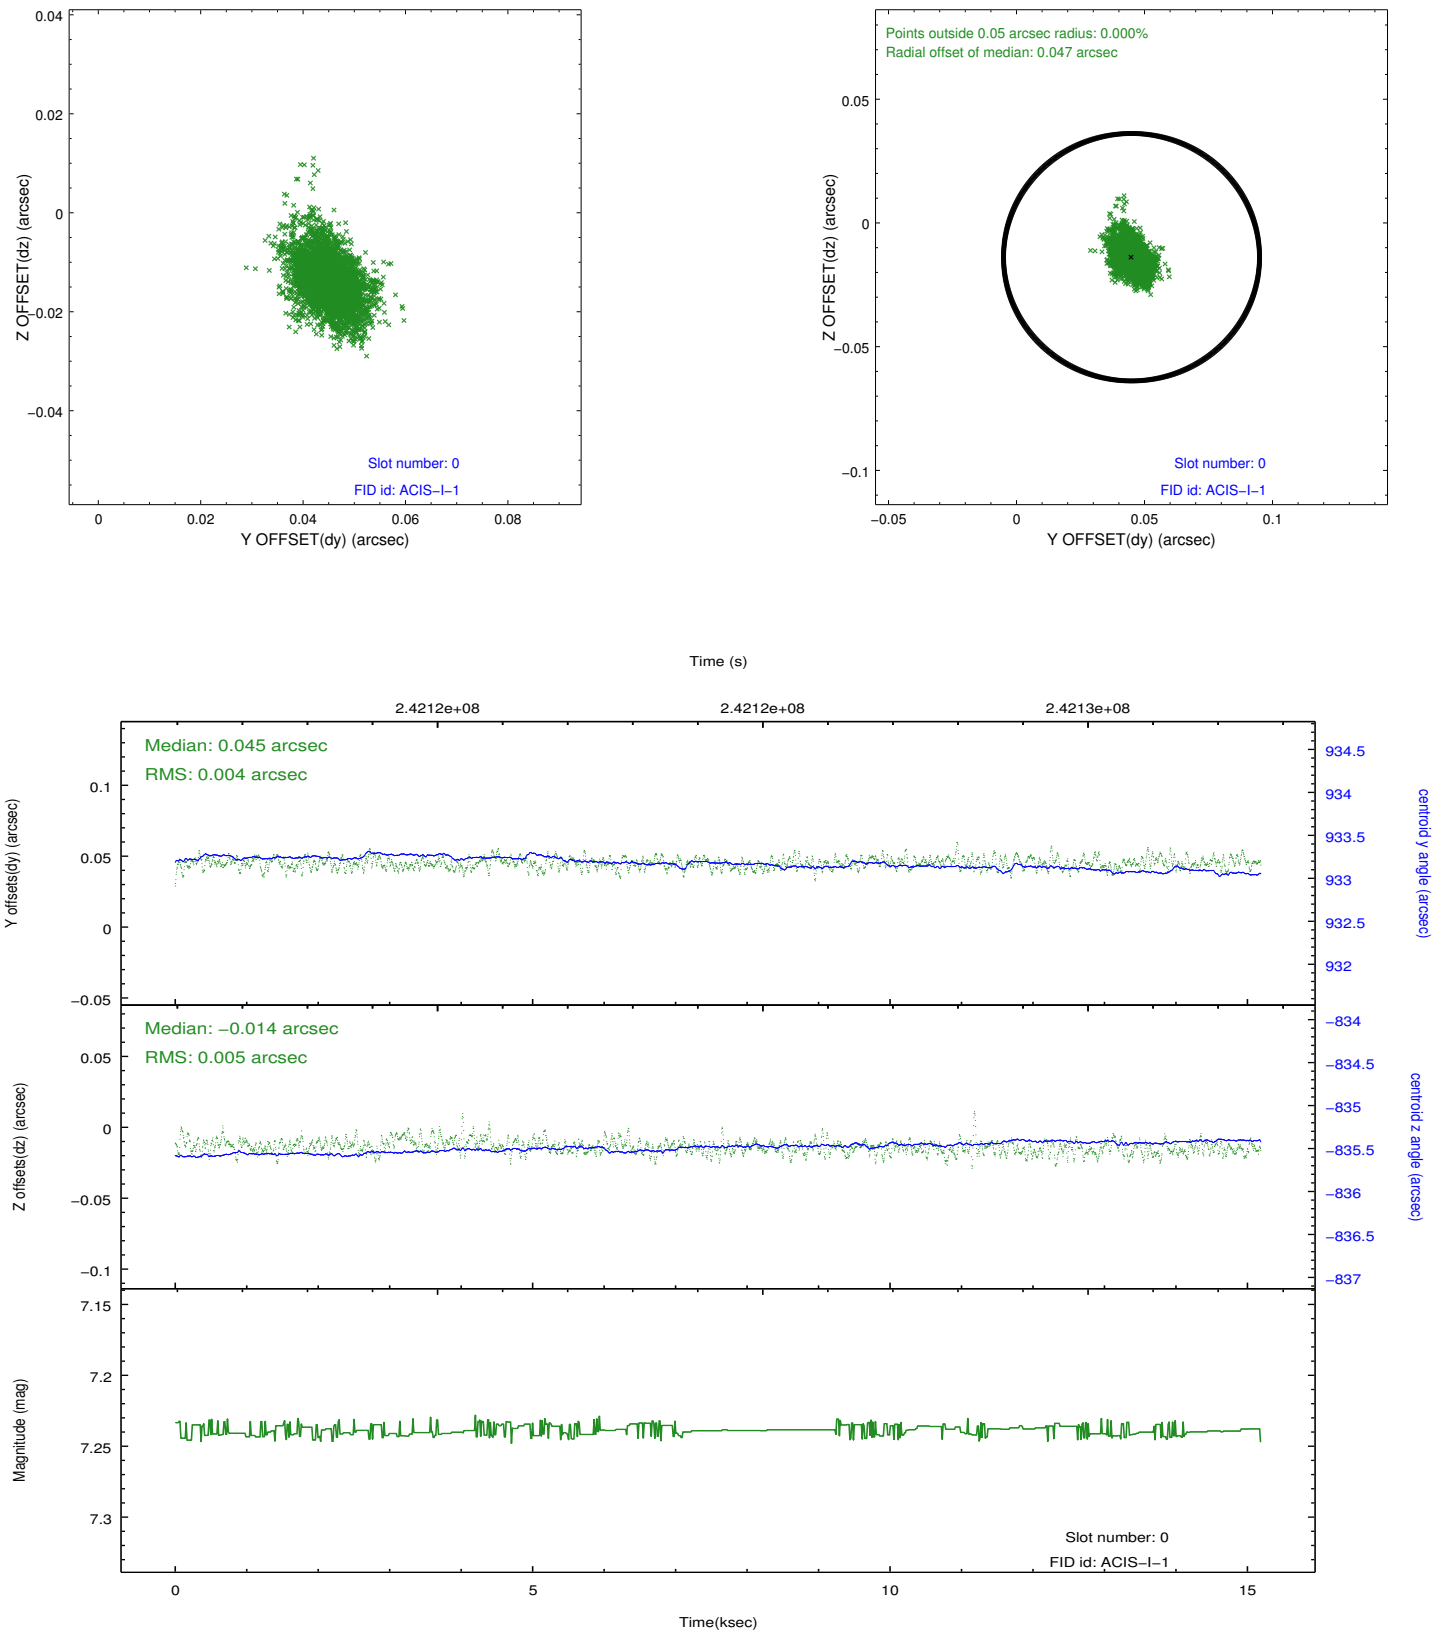 0.04
0.02
0
−0.02
−0.04
Z OFFSET(dz) (arcsec)
Slot number: 0
FID id: ACIS−I−1
0
0.02
0.04
0.06
0.08
Y OFFSET(dy) (arcsec)
Points outside 0.05 arcsec radius: 0.000%
Radial offset of median: 0.047 arcsec
0.05
0
−0.05
−0.1
Z OFFSET(dz) (arcsec)
Slot number: 0
FID id: ACIS−I−1
−0.05
0
0.05
0.1
Y OFFSET(dy) (arcsec)
Time (s)
2.4212e+08
2.4212e+08
2.4213e+08
Median: 0.045 arcsec
RMS: 0.004 arcsec
0.1
0.05
0
−0.05
Y offsets(dy) (arcsec)
934.5
934
933.5
933
932.5
932
centroid y angle (arcsec)
Median: −0.014 arcsec
RMS: 0.005 arcsec
0.05
0
−0.05
−0.1
Z offsets(dz) (arcsec)
−834
−834.5
−835
−835.5
−836
−836.5
−837
centroid z angle (arcsec)
7.15
7.2
7.25
7.3
Magnitude (mag)
Slot number: 0
FID id: ACIS−I−1
0
5
10
15
Time(ksec)